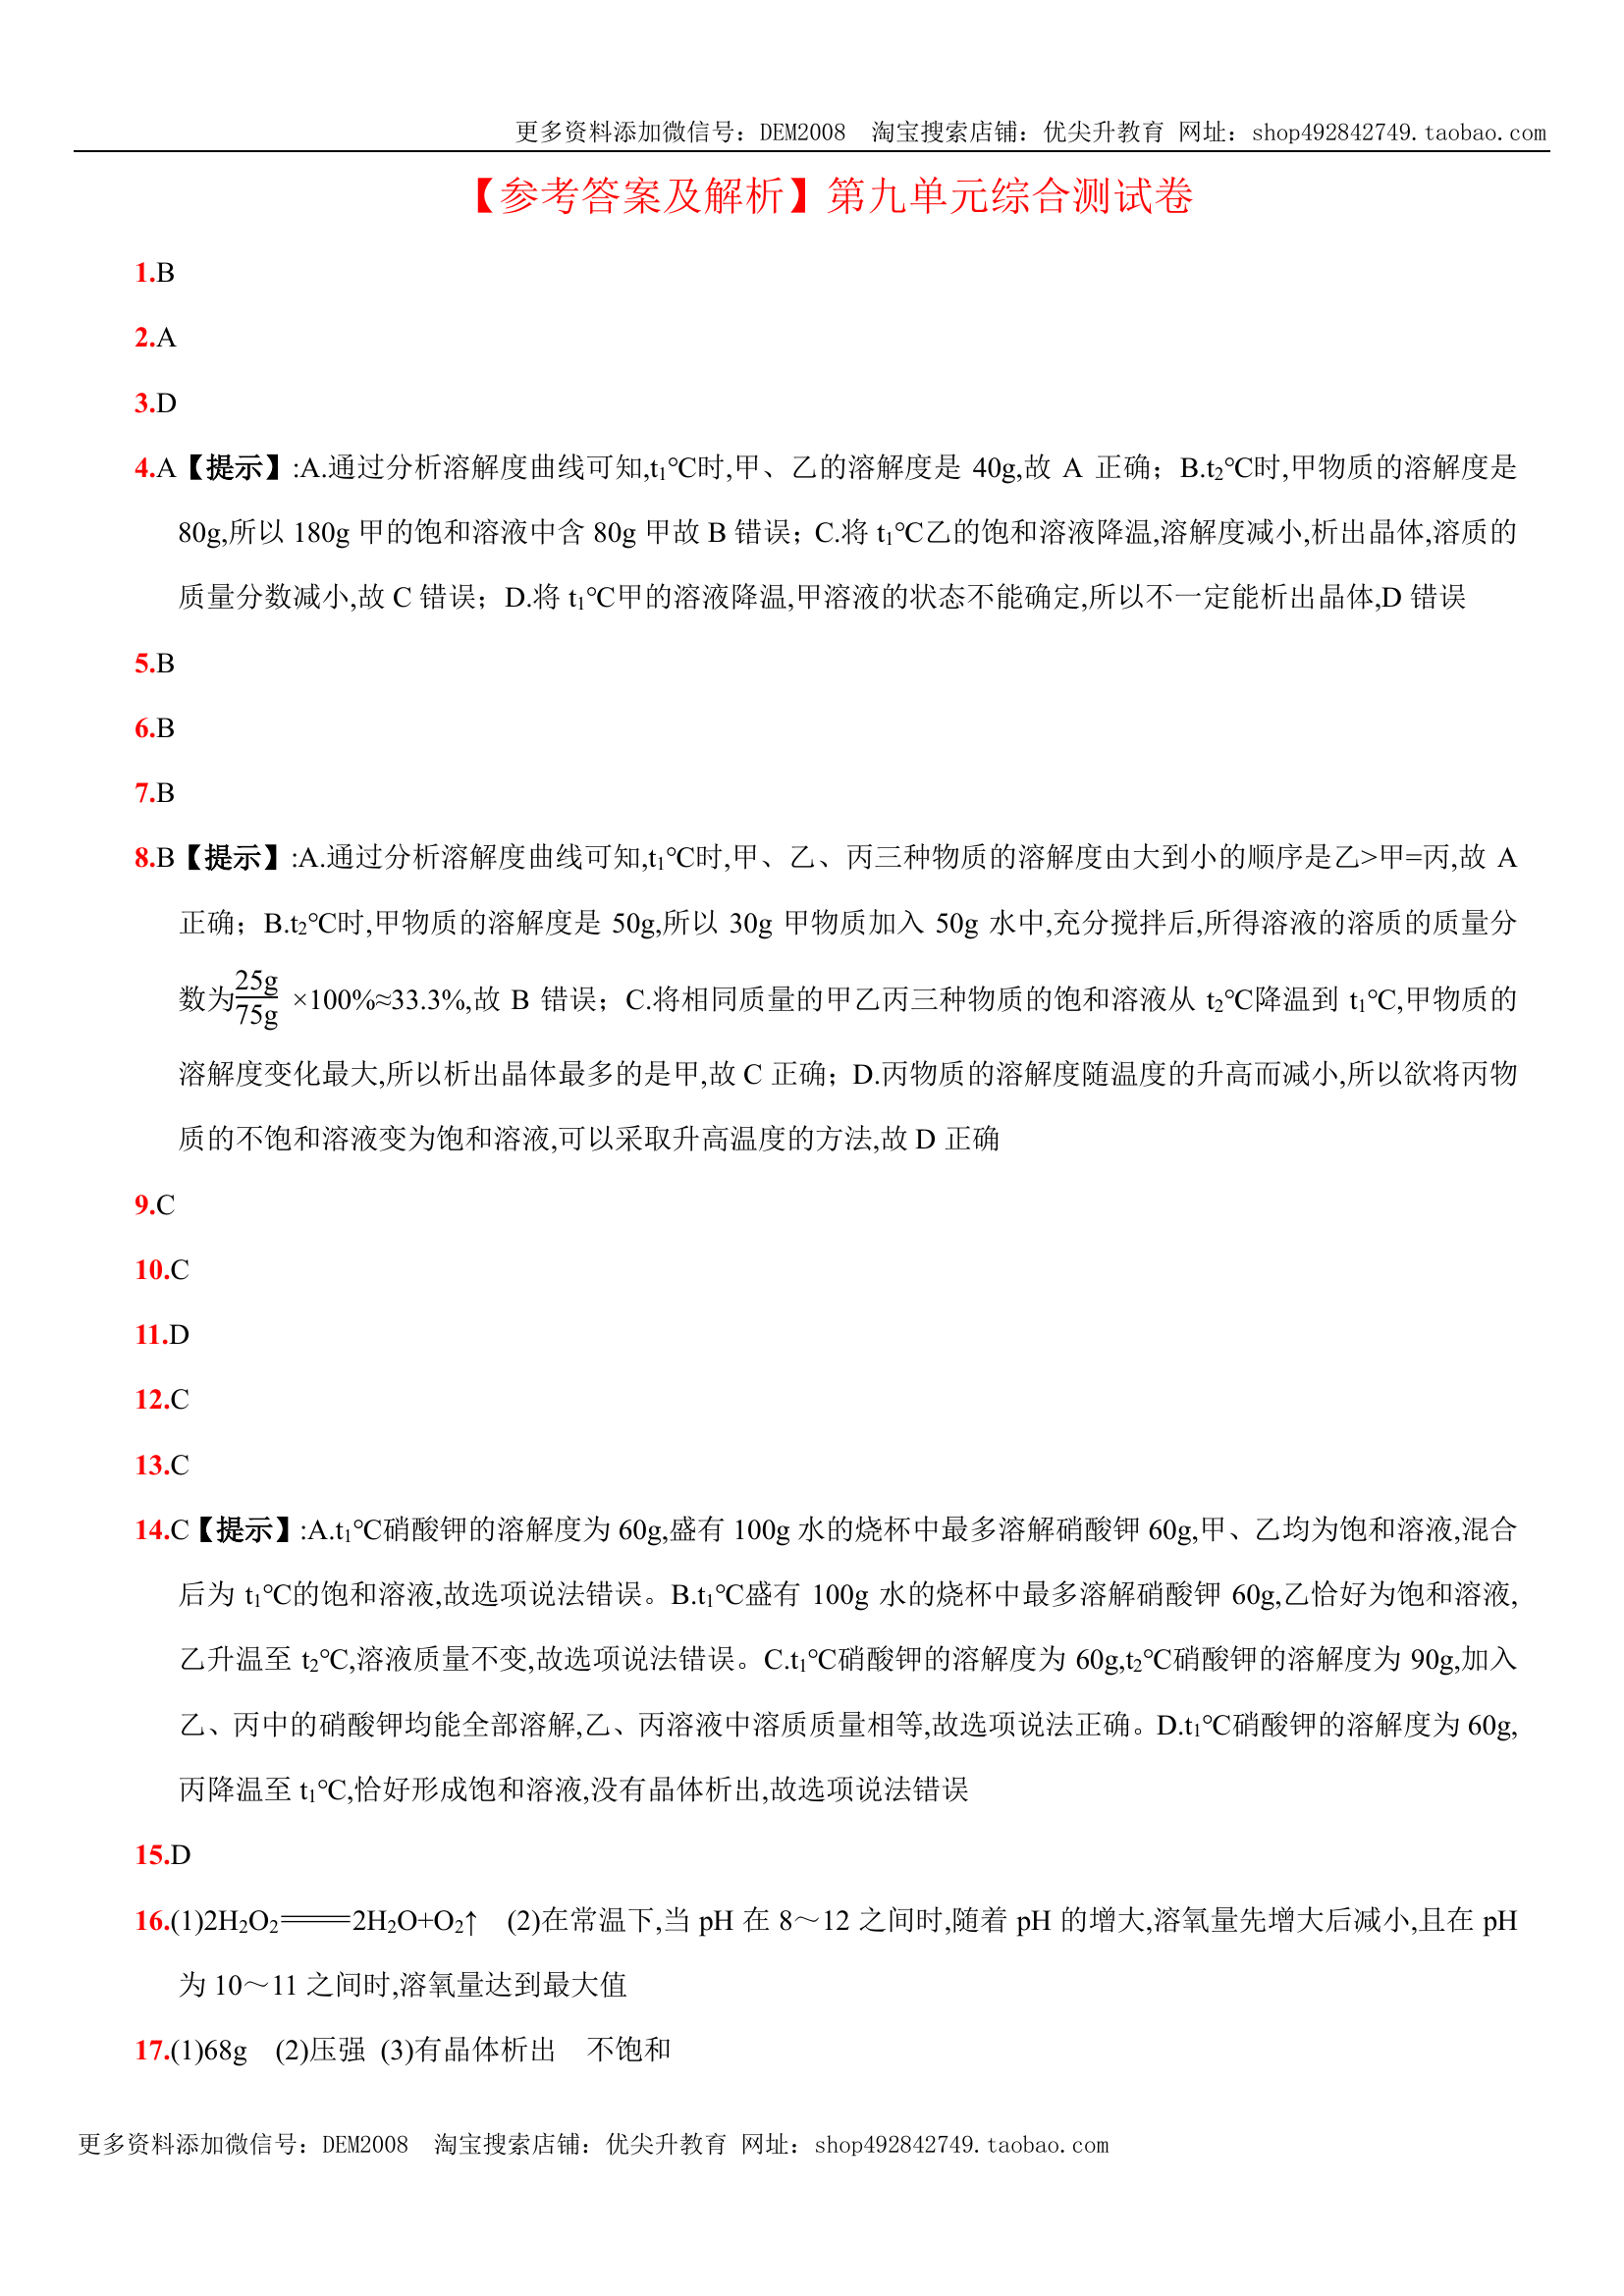 更多资料添加微信号：DEM2008 淘宝搜索店铺：优尖升教育 网址：shop492842749.taobao.com
【参考答案及解析】第九单元综合测试卷
1.B
2.A
3.D
4.A【提示】:A.通过分析溶解度曲线可知,t₁℃时,甲、乙的溶解度是 40g,故 A 正确；B.t₂℃时,甲物质的溶解度是
80g,所以 180g 甲的饱和溶液中含 80g 甲故 B 错误；C.将 t₁℃乙的饱和溶液降温,溶解度减小,析出晶体,溶质的
质量分数减小,故 C 错误；D.将 t₁℃甲的溶液降温,甲溶液的状态不能确定,所以不一定能析出晶体,D 错误
5.B
6.B
7.B
8.B【提示】:A.通过分析溶解度曲线可知,t₁℃时,甲、乙、丙三种物质的溶解度由大到小的顺序是乙>甲=丙,故 A
正确；B.t₂℃时,甲物质的溶解度是 50g,所以 30g 甲物质加入 50g 水中,充分搅拌后,所得溶液的溶质的质量分
数为25g/75g ×100%≈33.3%,故 B 错误；C.将相同质量的甲乙丙三种物质的饱和溶液从 t₂℃降温到 t₁℃,甲物质的
溶解度变化最大,所以析出晶体最多的是甲,故 C 正确；D.丙物质的溶解度随温度的升高而减小,所以欲将丙物
质的不饱和溶液变为饱和溶液,可以采取升高温度的方法,故 D 正确
9.C
10.C
11.D
12.C
13.C
14.C【提示】:A.t₁℃硝酸钾的溶解度为 60g,盛有 100g 水的烧杯中最多溶解硝酸钾 60g,甲、乙均为饱和溶液,混合
后为 t₁℃的饱和溶液,故选项说法错误。B.t₁℃盛有 100g 水的烧杯中最多溶解硝酸钾 60g,乙恰好为饱和溶液,
乙升温至 t₂℃,溶液质量不变,故选项说法错误。C.t₁℃硝酸钾的溶解度为 60g,t₂℃硝酸钾的溶解度为 90g,加入
乙、丙中的硝酸钾均能全部溶解,乙、丙溶液中溶质质量相等,故选项说法正确。D.t₁℃硝酸钾的溶解度为 60g,
丙降温至 t₁℃,恰好形成饱和溶液,没有晶体析出,故选项说法错误
15.D
16.(1)2H₂O₂═══2H₂O+O₂↑ (2)在常温下,当 pH 在 8～12 之间时,随着 pH 的增大,溶氧量先增大后减小,且在 pH
为 10～11 之间时,溶氧量达到最大值
17.(1)68g (2)压强 (3)有晶体析出 不饱和
更多资料添加微信号：DEM2008 淘宝搜索店铺：优尖升教育 网址：shop492842749.taobao.com